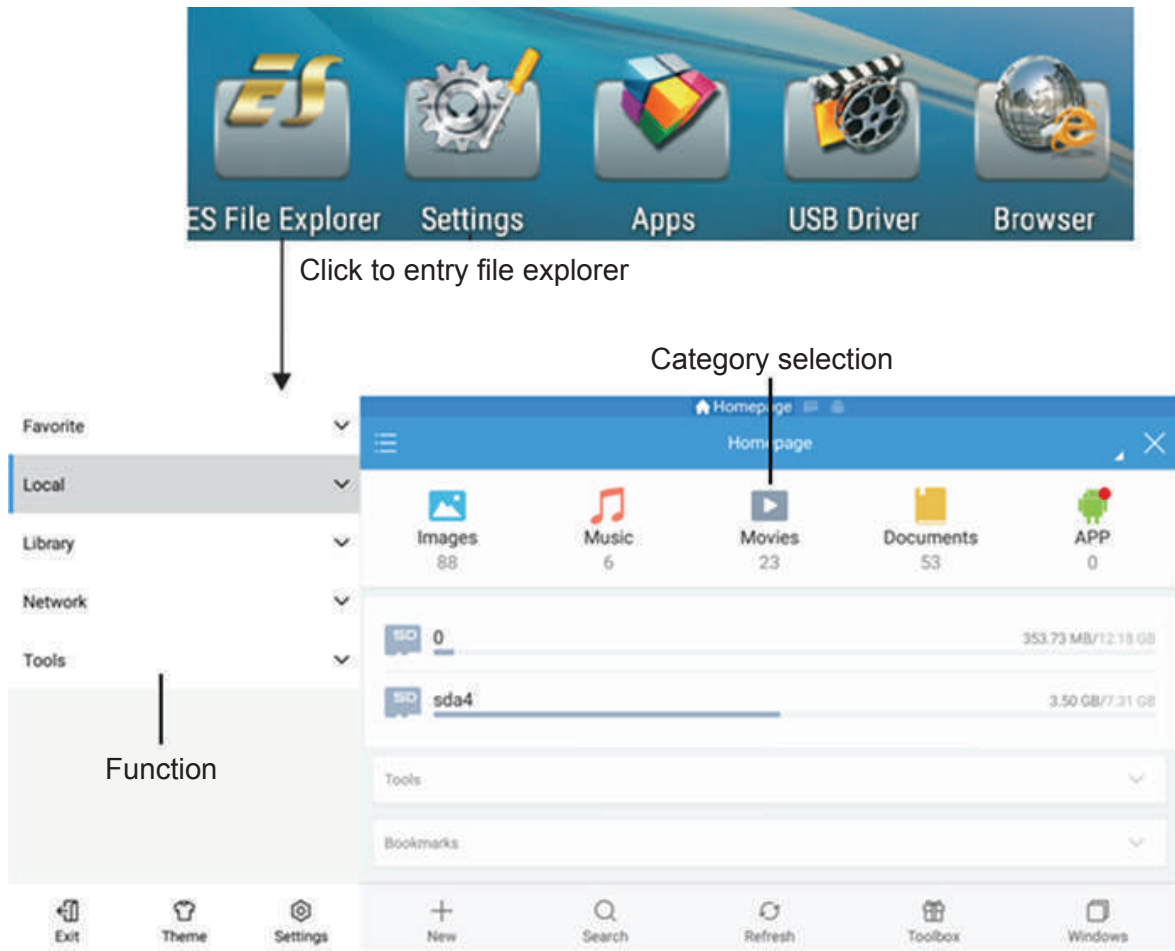 ES
ES File Explorer
Settings
Apps
USB Driver
Browser
Click to entry file explorer
Category selection
Favorite
Local
Library
Network
Tools
Function
Exit
Theme
Settings
Homepage
Homepage
Images
88
Music
6
Movies
23
Documents
53
APP
0
SD
0
353.73 MB/12.18 GB
SD
sda4
3.50 GB/7.31 GB
Tools
Bookmarks
New
Search
Refresh
Toolbox
Windows